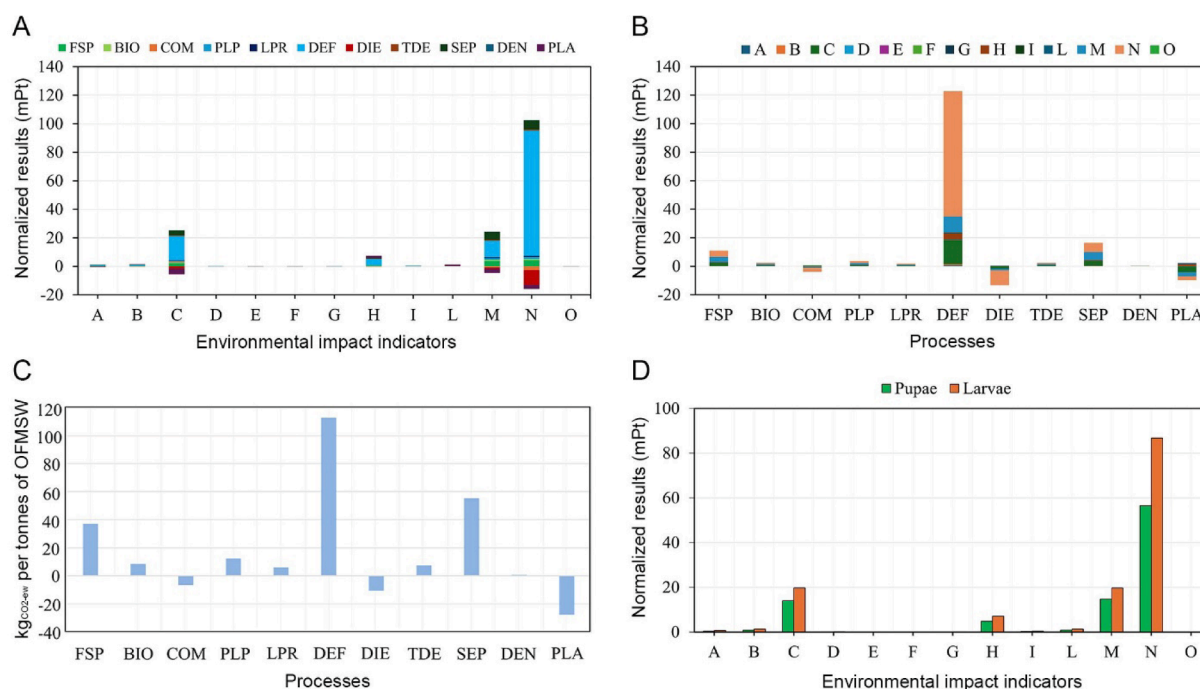 A
FSP BIO COM PLP LPR DEF DIE TDE SEP DEN PLA
Normalized results (mPt)
140
120
100
80
60
40
20
0
-20
A B C D E F G H I L M N O
Environmental impact indicators
B
A B C D E F G H I L M N O
Normalized results (mPt)
140
120
100
80
60
40
20
0
-20
FSP BIO COM PLP LPR DEF DIE TDE SEP DEN PLA
Processes
C
kgCO2-ew per tonnes of OFMSW
120
100
80
60
40
20
0
-20
-40
FSP BIO COM PLP LPR DEF DIE TDE SEP DEN PLA
Processes
D
Pupae Larvae
Normalized results (mPt)
100
80
60
40
20
0
A B C D E F G H I L M N O
Environmental impact indicators